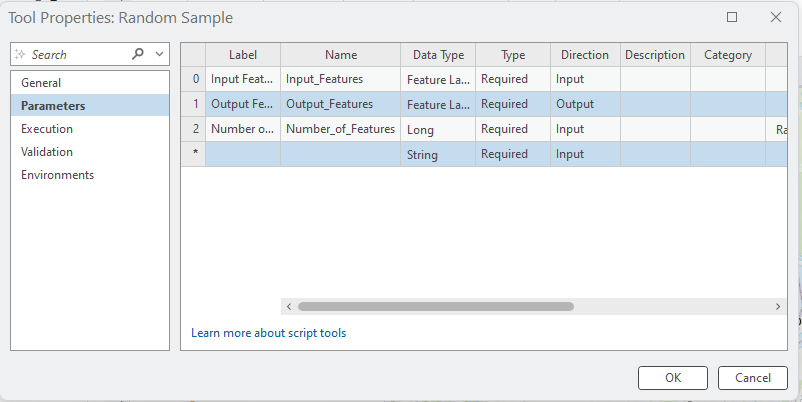 Tool Properties: Random Sample
Search
General
Parameters
Execution
Validation
Environments
Label Name Data Type Type Direction Description Category
0 Input Feat... Input_Features Feature La... Required Input
1 Output Fe... Output_Features Feature La... Required Output
2 Number o... Number_of_Features Long Required Input Ra
* String Required Input
Learn more about script tools
OK Cancel